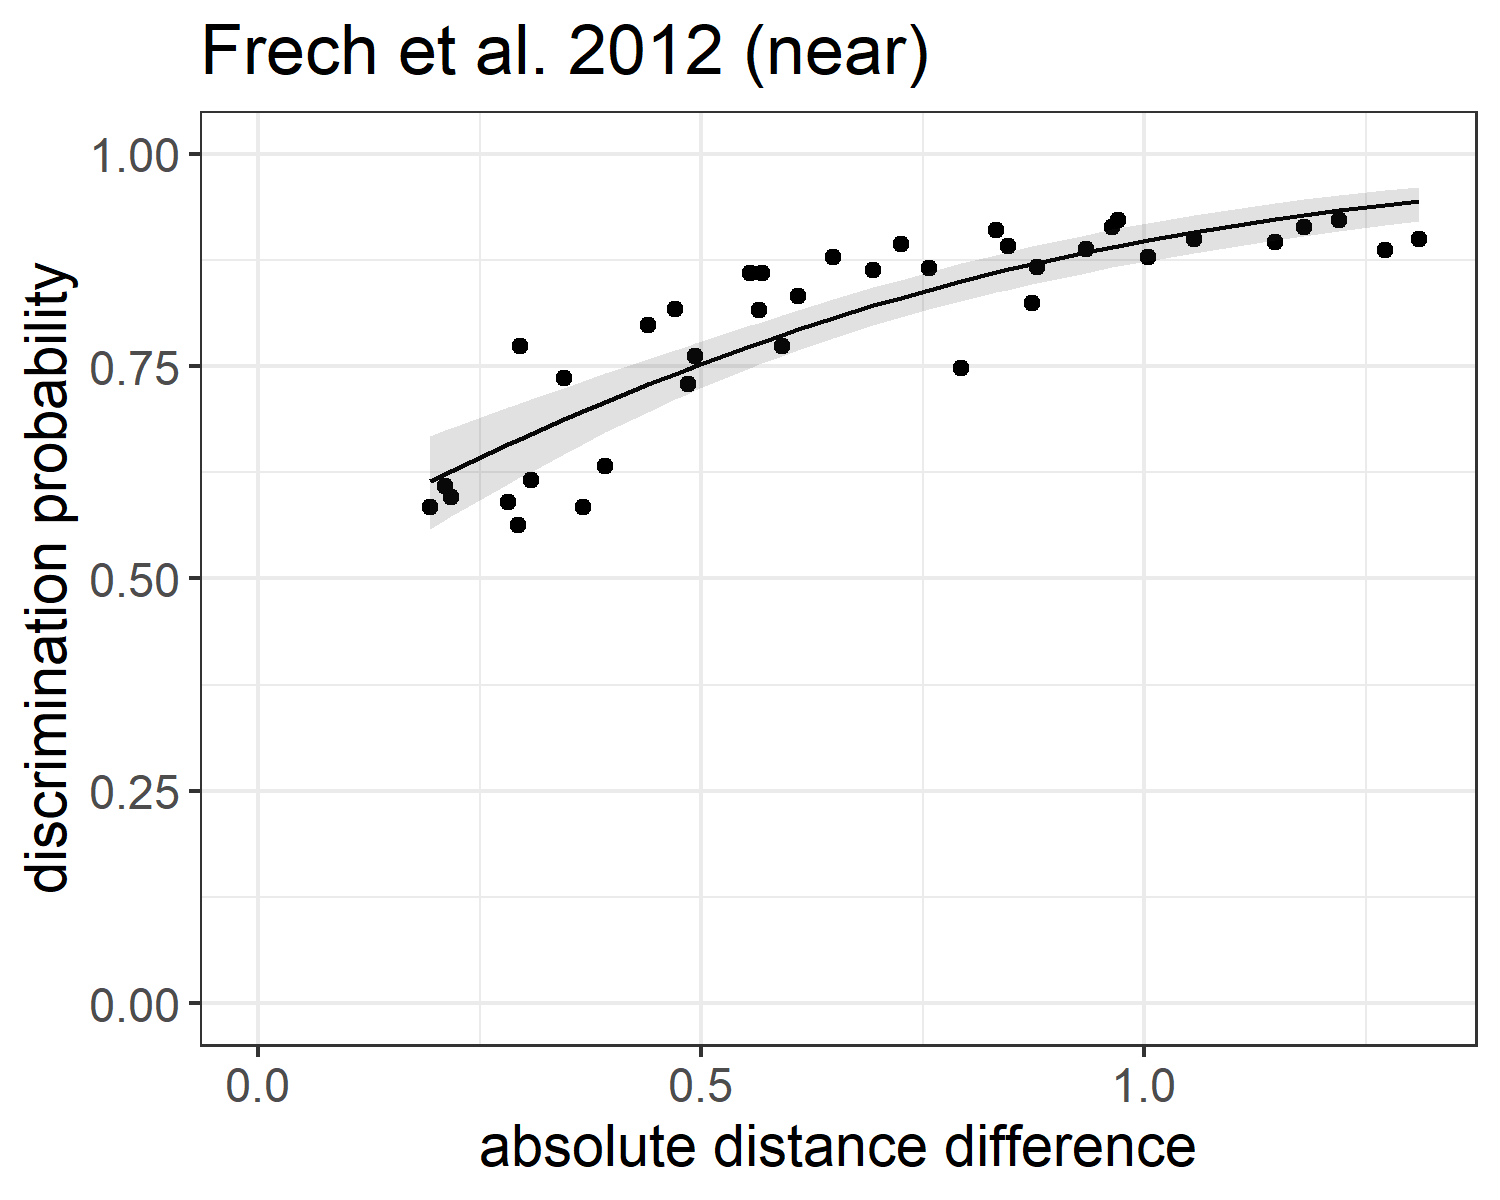 Frech et al. 2012 (near)
1.00
0.75
0.50
0.25
0.00
discrimination probability
0.0 0.5 1.0
absolute distance difference